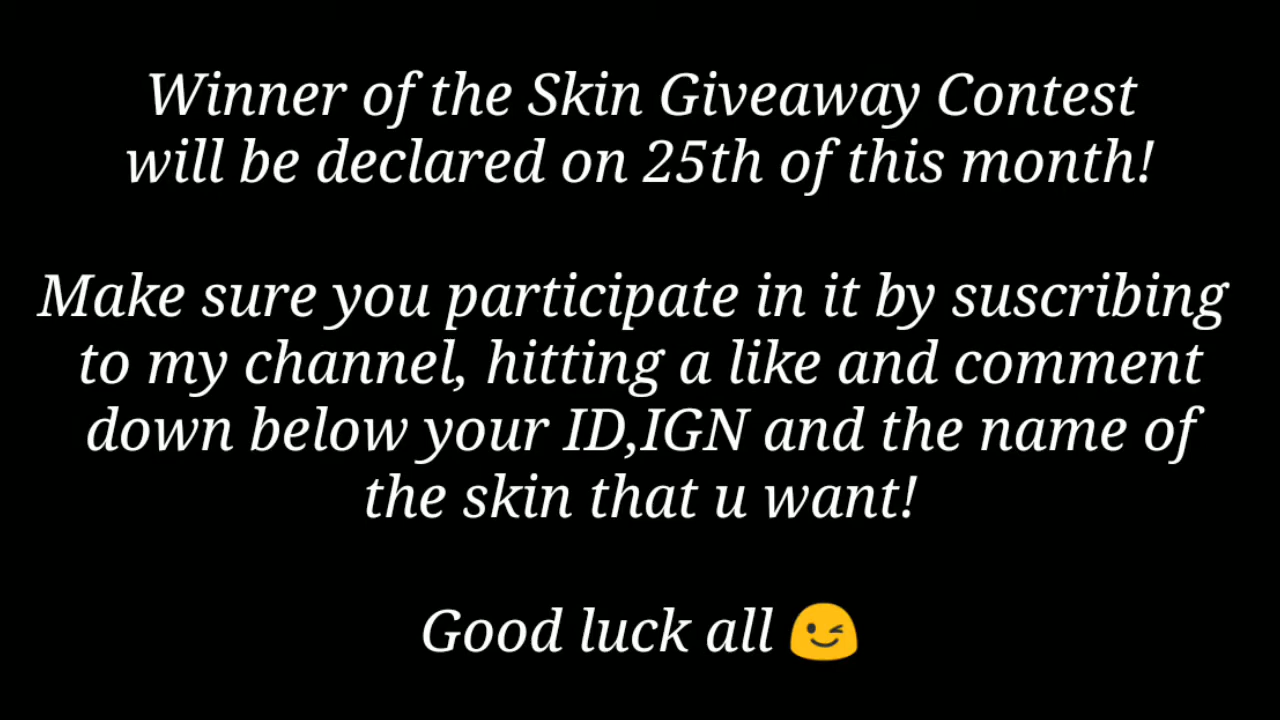 Winner of the Skin Giveaway Contest
will be declared on 25th of this month!
Make sure you participate in it by suscribing
to my channel, hitting a like and comment
down below your ID,IGN and the name of
the skin that u want!
Good luck all 😉